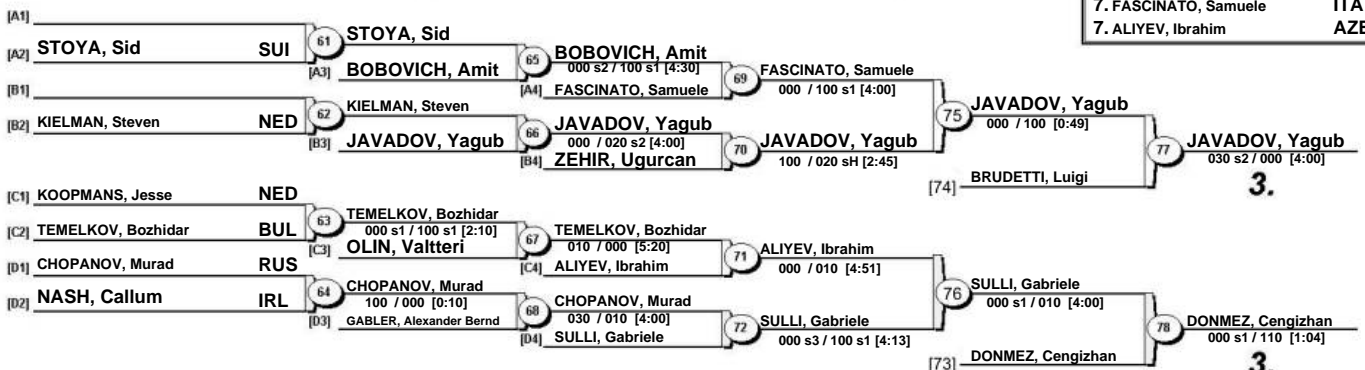 7. FASCINATO, Samuele ITA
7. ALIYEV, Ibrahim
[A1]
[A2] STOYA, Sid SUI
61 STOYA, Sid
[A3] BOBOVICH, Amit
65 BOBOVICH, Amit
000 s2 / 100 s1 [4:30]
[A4] FASCINATO, Samuele
69 FASCINATO, Samuele
000 / 100 s1 [4:00]
[B1]
[B2] KIELMAN, Steven NED
62 KIELMAN, Steven
[B3] JAVADOV, Yagub
66 JAVADOV, Yagub
000 / 020 s2 [4:00]
[B4] ZEHIR, Ugurcan
70 JAVADOV, Yagub
100 / 020 sH [2:45]
75 JAVADOV, Yagub
000 / 100 [0:49]
[74] BRUDETTI, Luigi
77 JAVADOV, Yagub
030 s2 / 000 [4:00]
3.
[C1] KOOPMANS, Jesse NED
[C2] TEMELKOV, Bozhidar BUL
63 TEMELKOV, Bozhidar
000 s1 / 100 s1 [2:10]
[C3] OLIN, Valtteri
67 TEMELKOV, Bozhidar
010 / 000 [5:20]
[C4] ALIYEV, Ibrahim
71 ALIYEV, Ibrahim
000 / 010 [4:51]
[D1] CHOPANOV, Murad RUS
[D2] NASH, Callum IRL
64 CHOPANOV, Murad
100 / 000 [0:10]
[D3] GABLER, Alexander Bernd
68 CHOPANOV, Murad
030 / 010 [4:00]
[D4] SULLI, Gabriele
72 SULLI, Gabriele
000 s3 / 100 s1 [4:13]
76 SULLI, Gabriele
000 s1 / 010 [4:00]
[73] DONMEZ, Cengizhan
78 DONMEZ, Cengizhan
000 s1 / 110 [1:04]
3.